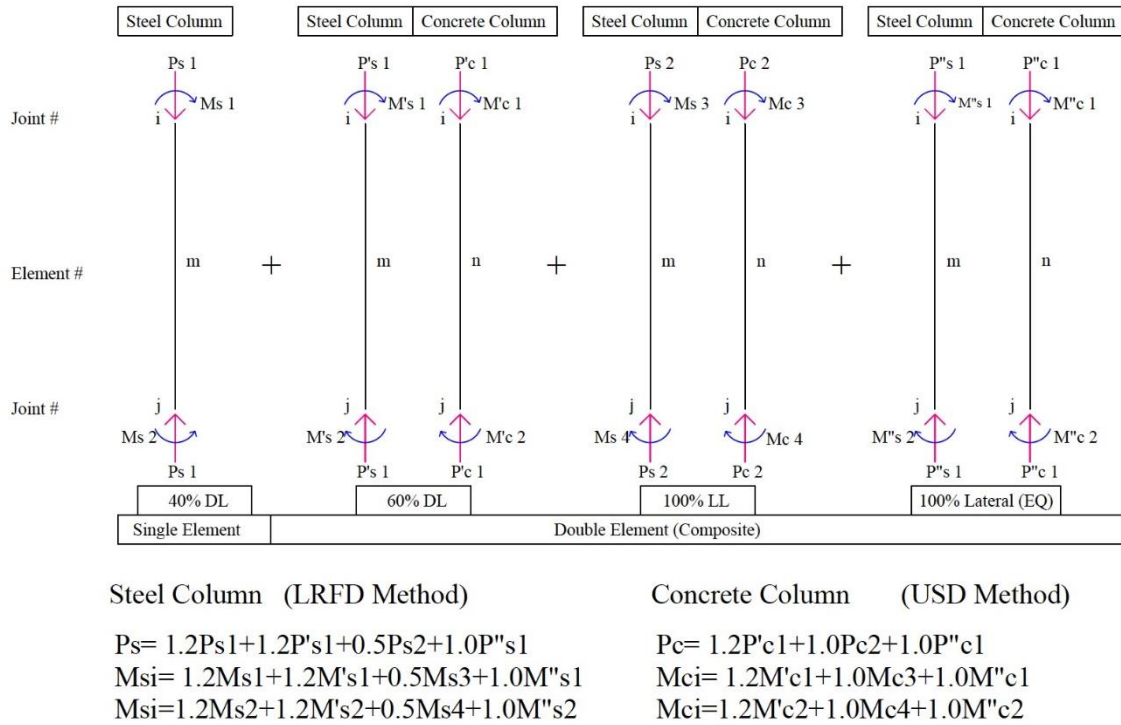 Steel Column Steel Column Concrete Column Steel Column Concrete Column Steel Column Concrete Column
Ps 1 P's 1 P'c 1 Ps 2 Pc 2 P"s 1 P"c 1
Joint # Ms 1 M's 1 M'c 1 Ms 3 Mc 3 M"s 1 M"c 1
i i i i i i i
Element # m + m n + m n + m n
Joint # j j j j j j j
Ms 2 M's 2 M'c 2 Ms 4 Mc 4 M"s 2 M"c 2
Ps 1 P's 1 P'c 1 Ps 2 Pc 2 P"s 1 P"c 1
40% DL 60% DL 100% LL 100% Lateral (EQ)
Single Element Double Element (Composite)
Steel Column (LRFD Method)
Ps= 1.2Ps1+1.2P's1+0.5Ps2+1.0P"s1
Msi= 1.2Ms1+1.2M's1+0.5Ms3+1.0M"s1
Msi=1.2Ms2+1.2M's2+0.5Ms4+1.0M"s2
Concrete Column (USD Method)
Pc= 1.2P'c1+1.0Pc2+1.0P"c1
Mci= 1.2M'c1+1.0Mc3+1.0M"c1
Mci=1.2M'c2+1.0Mc4+1.0M"c2